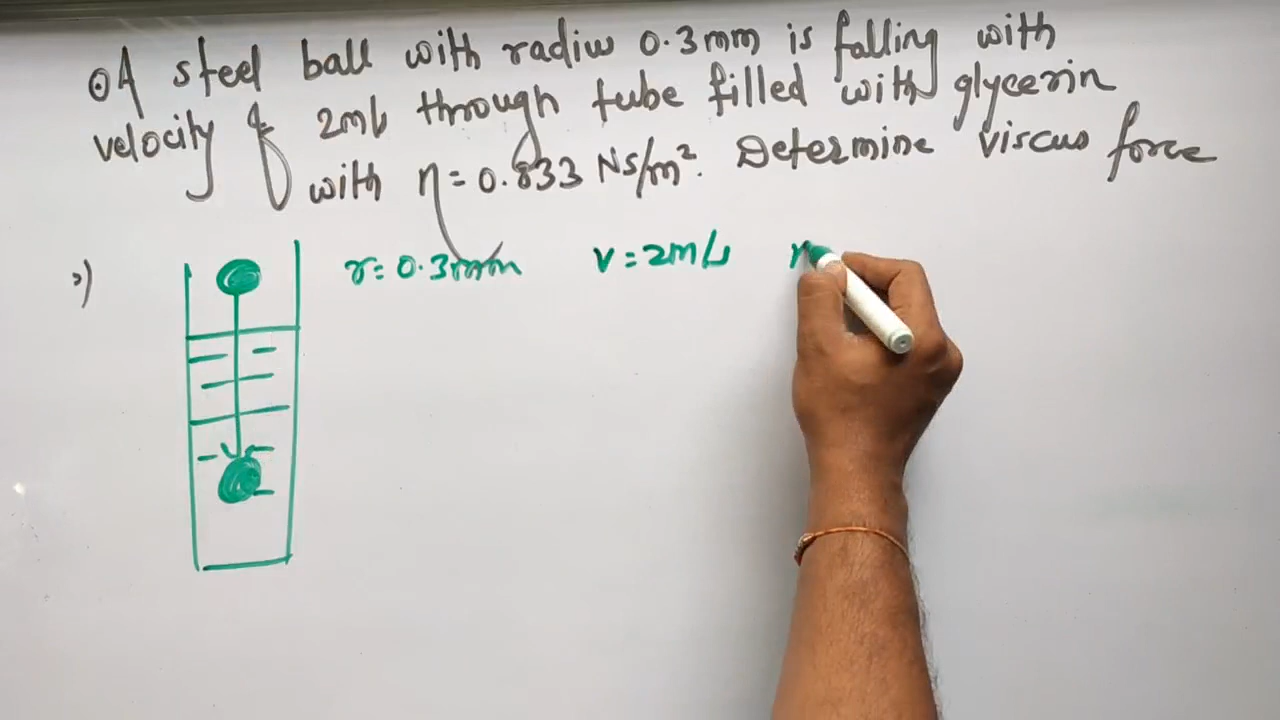 ⊙ A steel ball with radius 0.3mm is falling with
velocity of 2m/s through tube filled with glycerin
with η = 0.833 Ns/m². Determine viscus force
⇒) r = 0.3mm v = 2m/s η